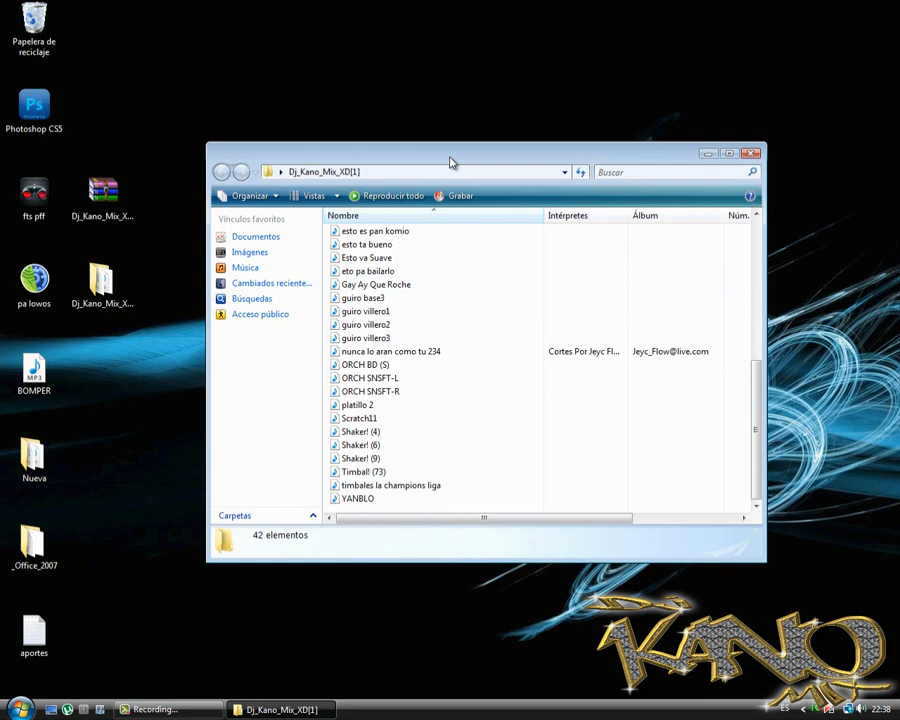 Papelera de
reciclaje
Photoshop CS5
fts pff
Dj_Kano_Mix_X...
pa lowos
Dj_Kano_Mix_X...
MP3
BOMPER
Nueva
_Office_2007
aportes
Dj_Kano_Mix_XD[1]
Buscar
Organizar
Vistas
Reproducir todo
Grabar
Vínculos favoritos
Documentos
Imágenes
Música
Cambiados reciente...
Búsquedas
Acceso público
Carpetas
Nombre
Intérpretes
Álbum
Núm.
esto es pan komio
esto ta bueno
Esto va Suave
eto pa bailarlo
Gay Ay Que Roche
guiro base3
guiro villero1
guiro villero2
guiro villero3
nunca lo aran como tu 234
Cortes Por Jeyc Fl...
Jeyc_Flow@live.com
ORCH BD (S)
ORCH SNSFT-L
ORCH SNSFT-R
platillo 2
Scratch11
Shaker! (4)
Shaker! (6)
Shaker! (9)
Timbal! (73)
timbales la champions liga
YANBLO
42 elementos
Dj
KANO
MIX
Recording...
Dj_Kano_Mix_XD[1]
ES
22:38